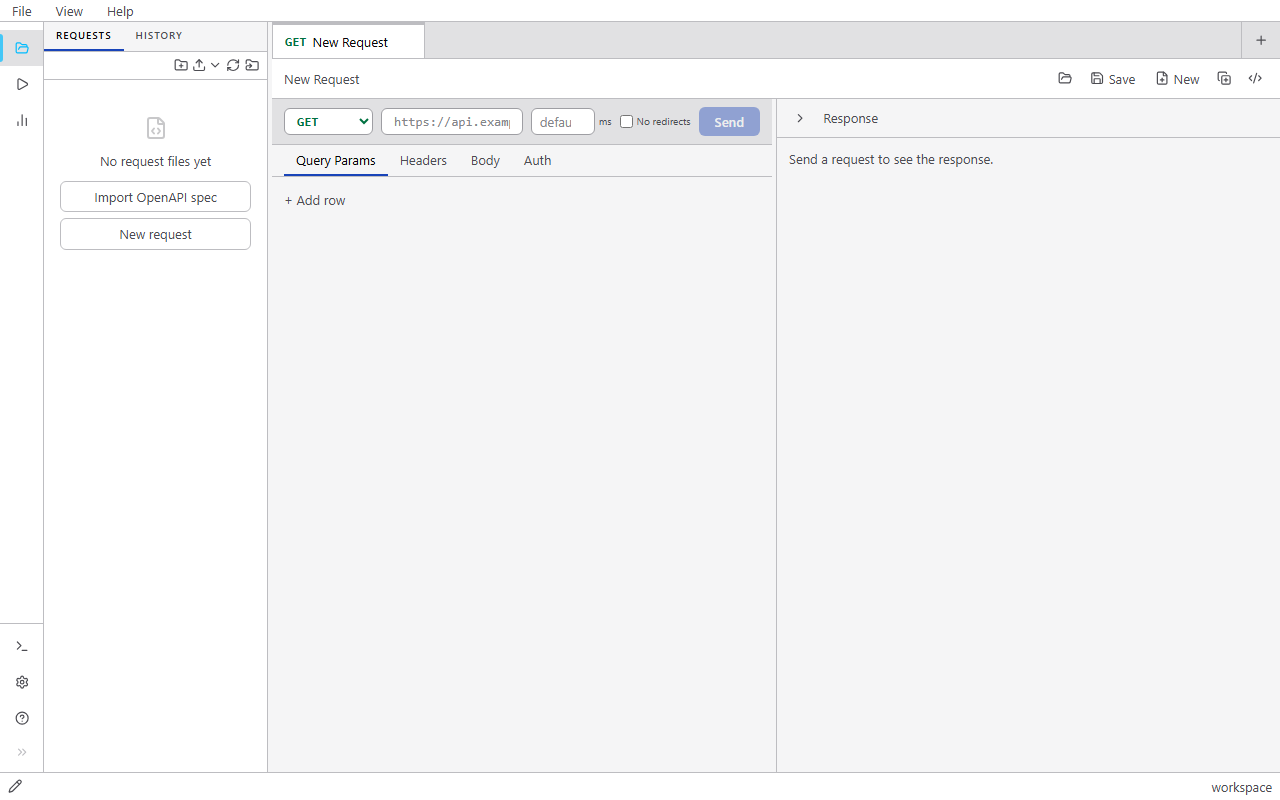 File View Help
REQUESTS HISTORY
GET New Request
New Request
Save New
GET https://api.examp defau ms No redirects Send
Response
Query Params Headers Body Auth
Send a request to see the response.
No request files yet
Import OpenAPI spec
+ Add row
New request
workspace